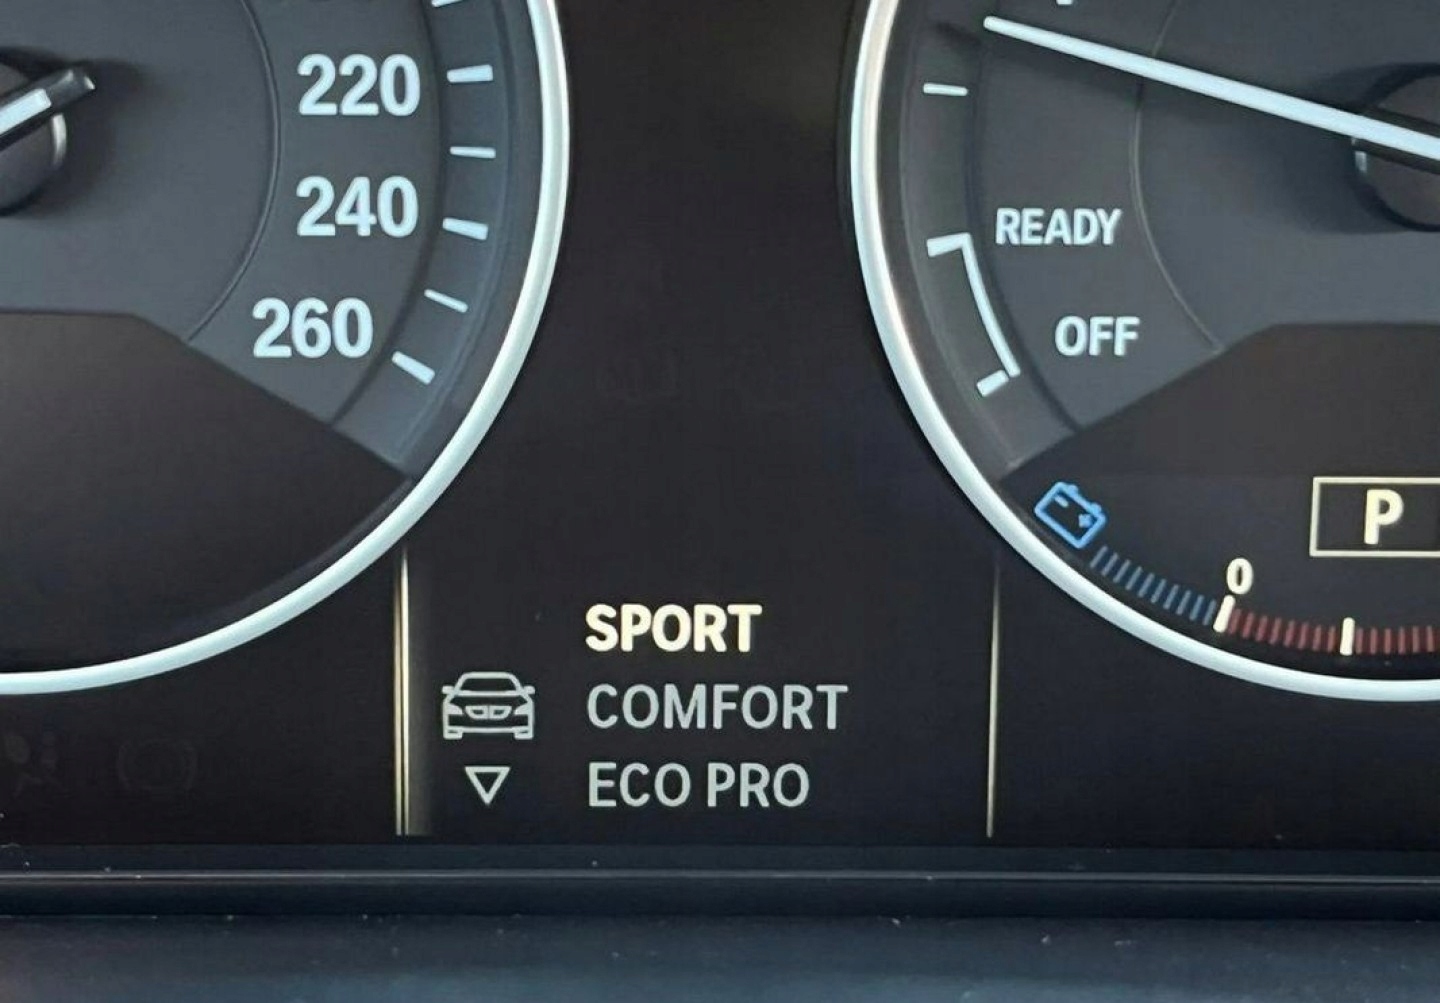 220
240
260
READY
OFF
P
0
SPORT
COMFORT
ECO PRO